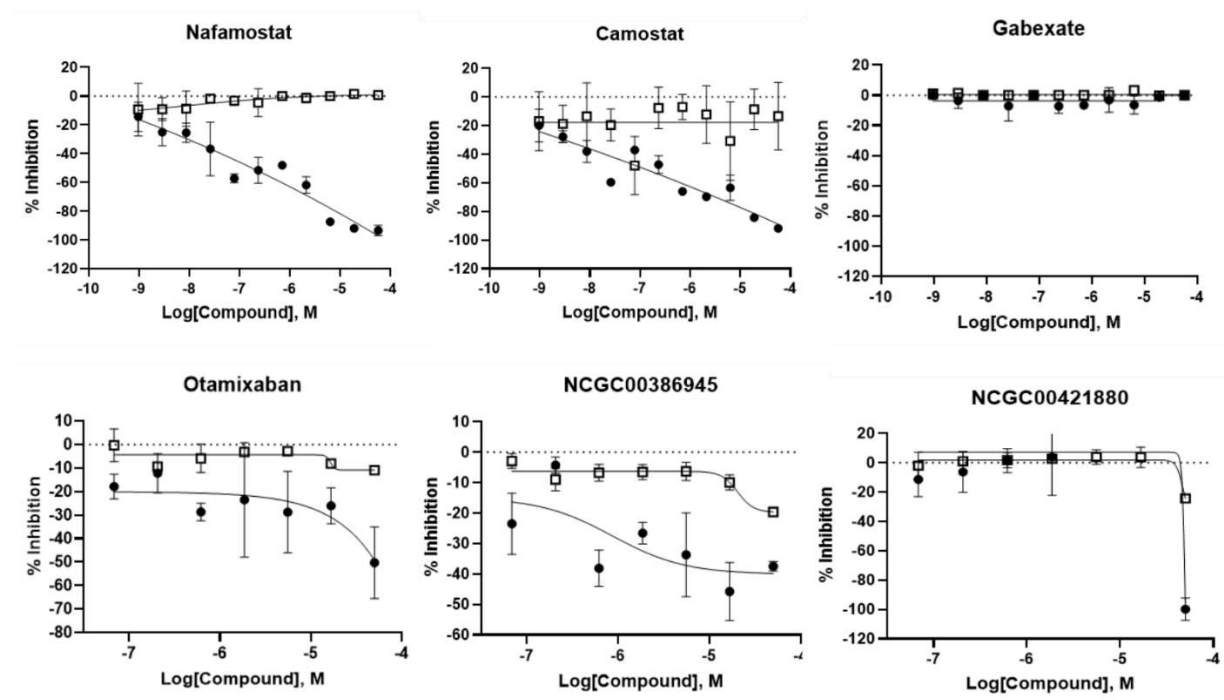 Nafamostat
% Inhibition
20
0
-20
-40
-60
-80
-100
-120
-10 -9 -8 -7 -6 -5 -4
Log[Compound], M
Camostat
% Inhibition
20
0
-20
-40
-60
-80
-100
-120
-10 -9 -8 -7 -6 -5 -4
Log[Compound], M
Gabexate
% Inhibition
20
0
-20
-40
-60
-80
-100
-120
-10 -9 -8 -7 -6 -5 -4
Log[Compound], M
Otamixaban
% Inhibition
10
0
-10
-20
-30
-40
-50
-60
-70
-80
-7 -6 -5 -4
Log[Compound], M
NCGC00386945
% Inhibition
10
0
-10
-20
-30
-40
-50
-60
-7 -6 -5 -4
Log[Compound], M
NCGC00421880
% Inhibition
20
0
-20
-40
-60
-80
-100
-120
-7 -6 -5 -4
Log[Compound], M